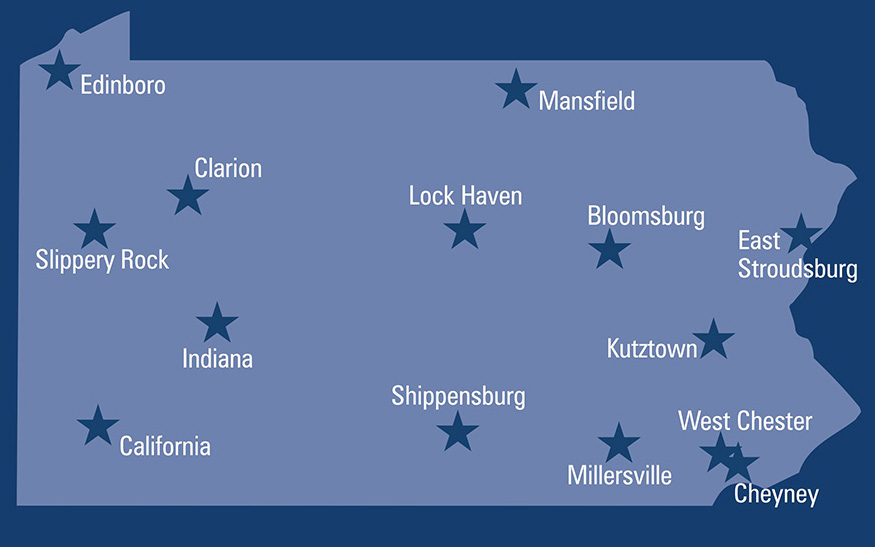 Edinboro
Mansfield
Clarion
Lock Haven
Bloomsburg
East
Stroudsburg
Slippery Rock
Indiana
Kutztown
Shippensburg
West Chester
California
Millersville
Cheyney